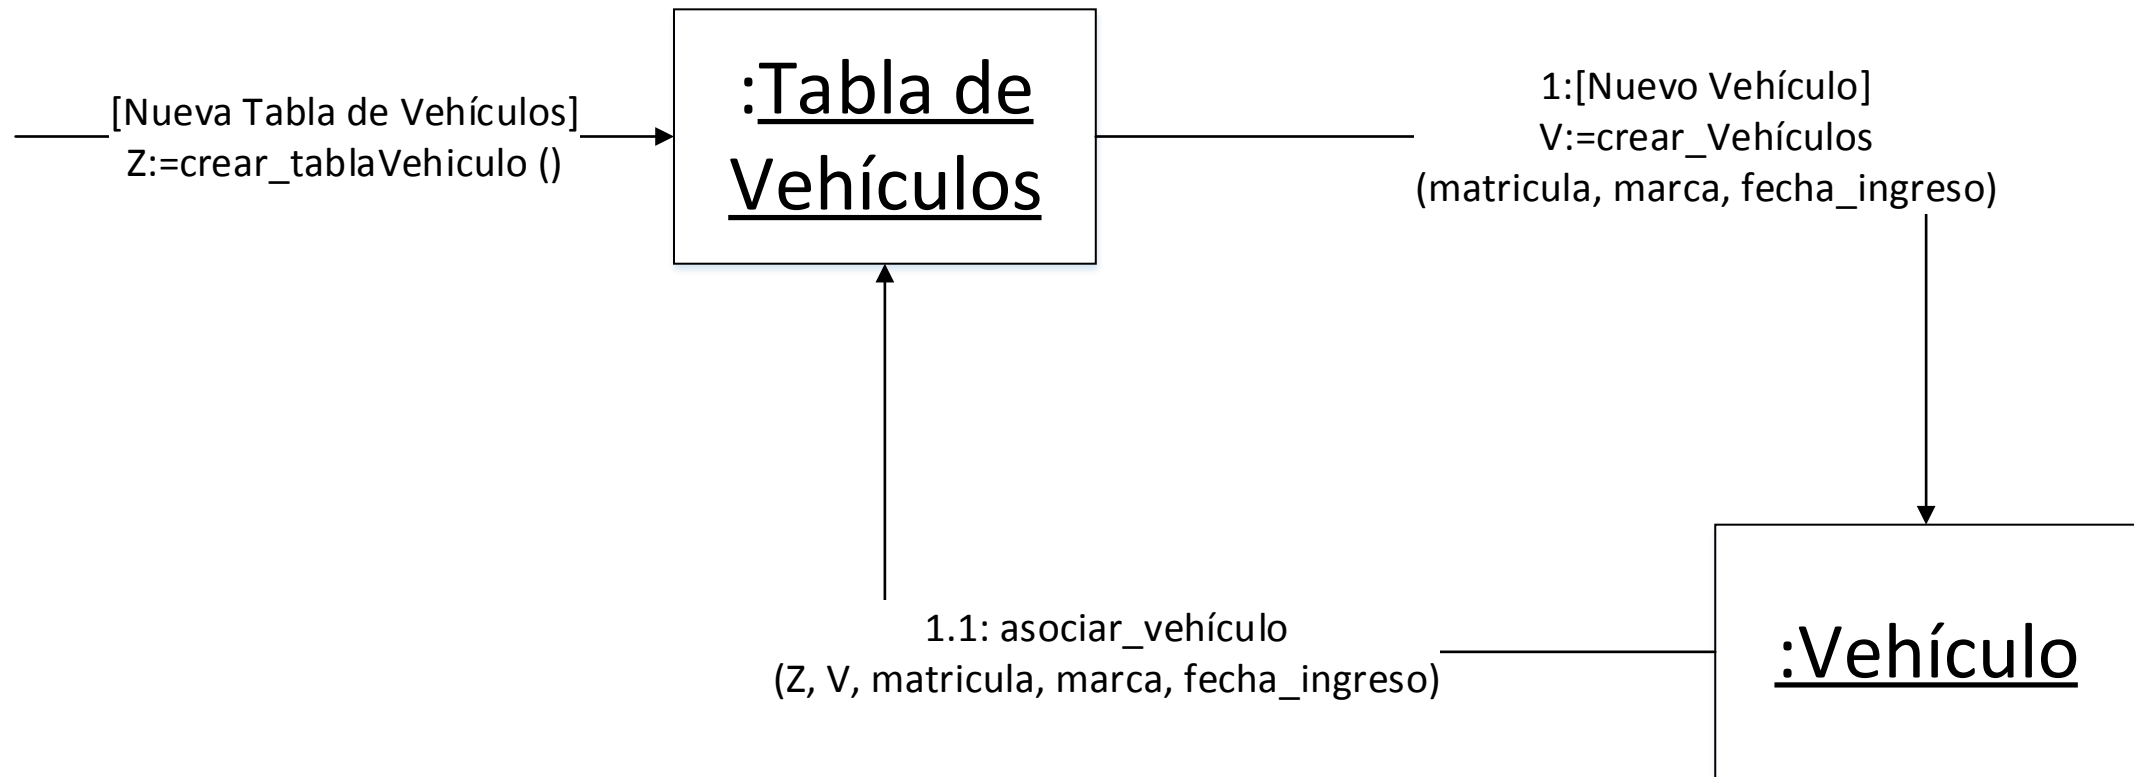 [Nueva Tabla de Vehículos]
Z:=crear_tablaVehiculo ()
:Tabla de
Vehículos
1:[Nuevo Vehículo]
V:=crear_Vehículos
(matricula, marca, fecha_ingreso)
1.1: asociar_vehículo
(Z, V, matricula, marca, fecha_ingreso)
:Vehículo